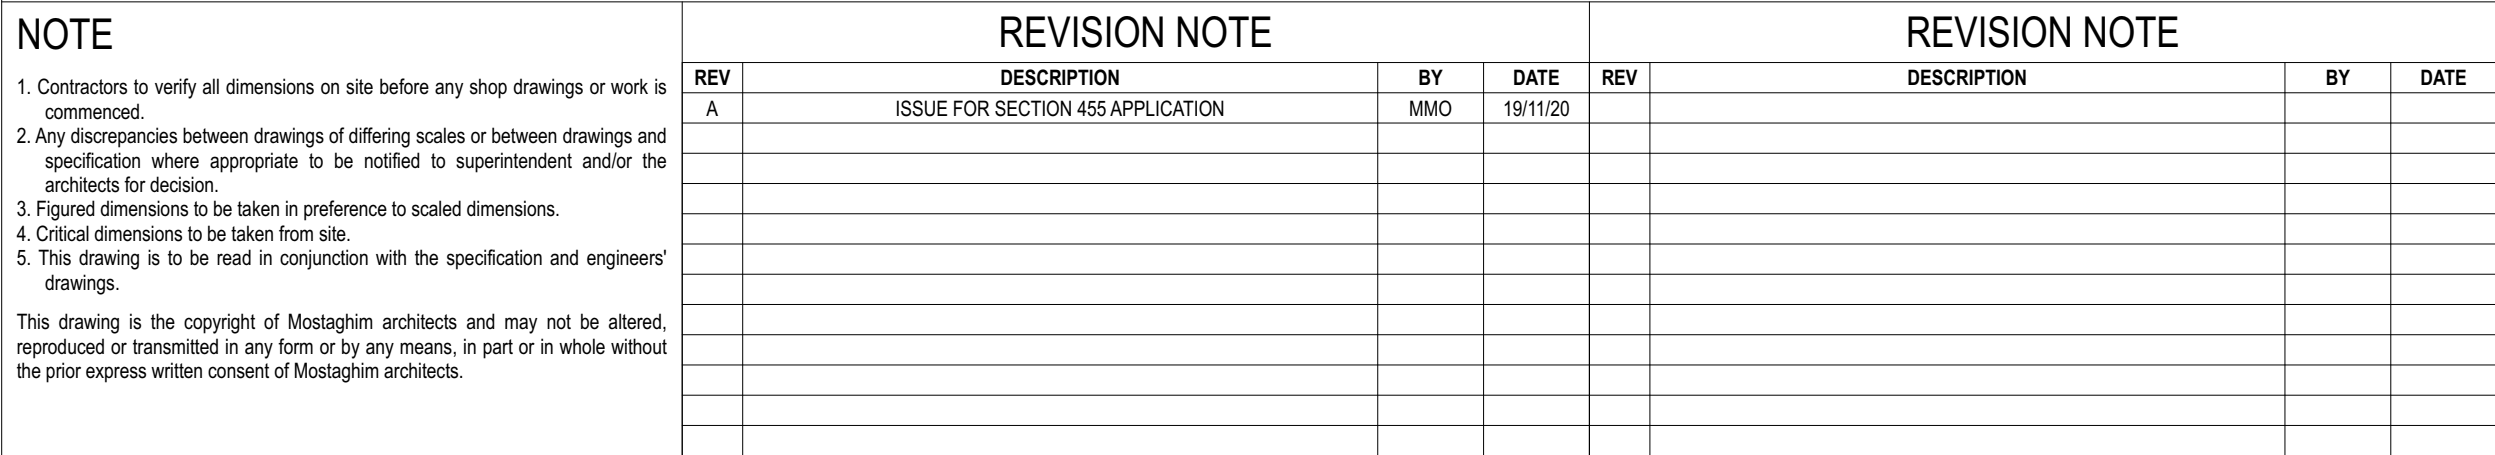 NOTE
1. Contractors to verify all dimensions on site before any shop drawings or work is
commenced.
2. Any discrepancies between drawings of differing scales or between drawings and
specification where appropriate to be notified to superintendent and/or the
architects for decision.
3. Figured dimensions to be taken in preference to scaled dimensions.
4. Critical dimensions to be taken from site.
5. This drawing is to be read in conjunction with the specification and engineers'
drawings.
This drawing is the copyright of Mostaghim architects and may not be altered,
reproduced or transmitted in any form or by any means, in part or in whole without
the prior express written consent of Mostaghim architects.
REVISION NOTE
REV DESCRIPTION BY DATE
A ISSUE FOR SECTION 455 APPLICATION MMO 19/11/20
REVISION NOTE
REV DESCRIPTION BY DATE